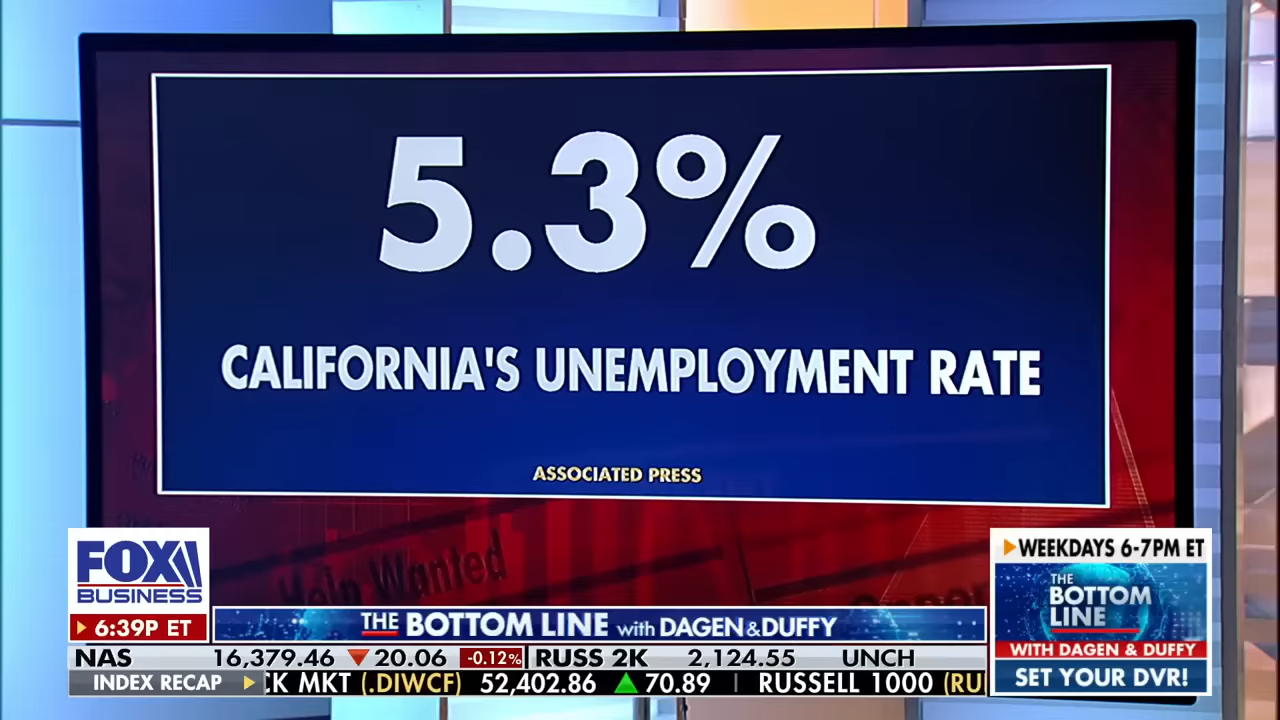 5.3%
CALIFORNIA'S UNEMPLOYMENT RATE
ASSOCIATED PRESS
Help Wanted
FOX
BUSINESS
6:39P ET
THE BOTTOM LINE with DAGEN & DUFFY
WEEKDAYS 6-7PM ET
THE
BOTTOM
LINE
WITH DAGEN & DUFFY
SET YOUR DVR!
NAS 16,379.46 ▼ 20.06 -0.12% RUSS 2K 2,124.55 UNCH
INDEX RECAP CK MKT (.DIWCF) 52,402.86 ▲ 70.89 | RUSSELL 1000 (RU